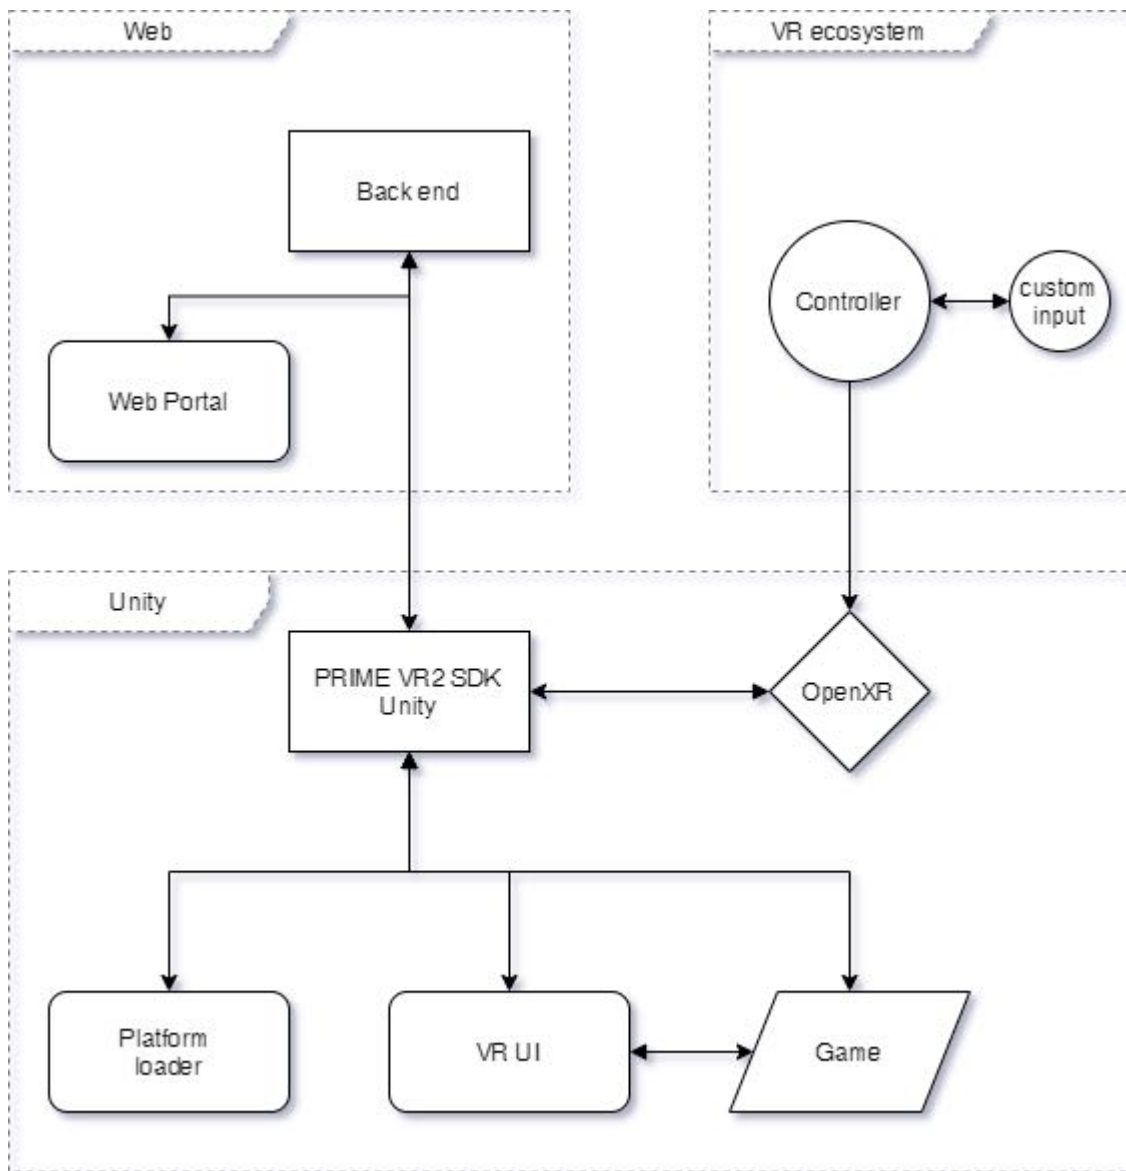 Web
VR ecosystem
Back end
Controller
custom
input
Web Portal
Unity
PRIME VR2 SDK
Unity
OpenXR
Platform
loader
VR UI
Game